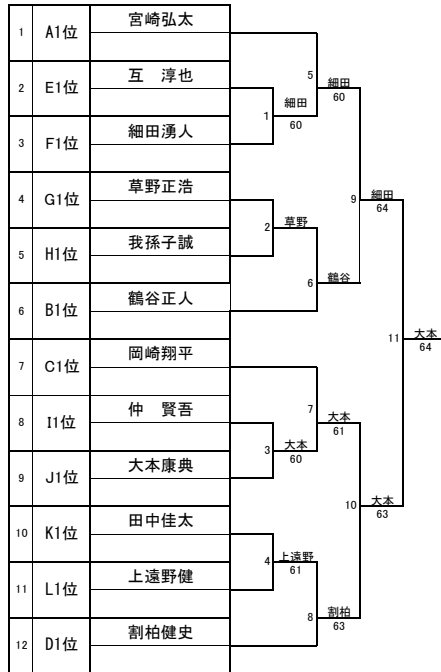 1 A1位 宮崎弘太
2 E1位 互　淳也
3 F1位 細田湧人
4 G1位 草野正浩
5 H1位 我孫子誠
6 B1位 鶴谷正人
7 C1位 岡崎翔平
8 I1位 仲　賢吾
9 J1位 大本康典
10 K1位 田中佳太
11 L1位 上遠野健
12 D1位 割柏健史
1 細田
60
2 草野
3 大本
60
4 上遠野
61
5 細田
60
6 鶴谷
7 大本
61
8 割柏
63
9 細田
64
10 大本
63
11 大本
64